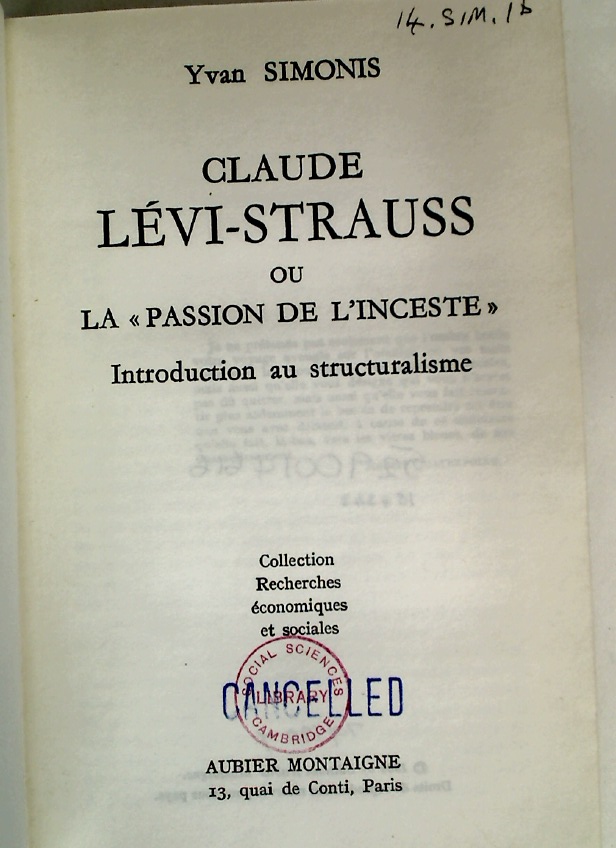 14. SIM. 1b
Yvan SIMONIS
CLAUDE
LÉVI-STRAUSS
OU
LA « PASSION DE L'INCESTE »
Introduction au structuralisme
Collection
Recherches
économiques
et sociales
SOCIAL SCIENCES
LIBRARY
CAMBRIDGE
CANCELLED
AUBIER MONTAIGNE
13, quai de Conti, Paris